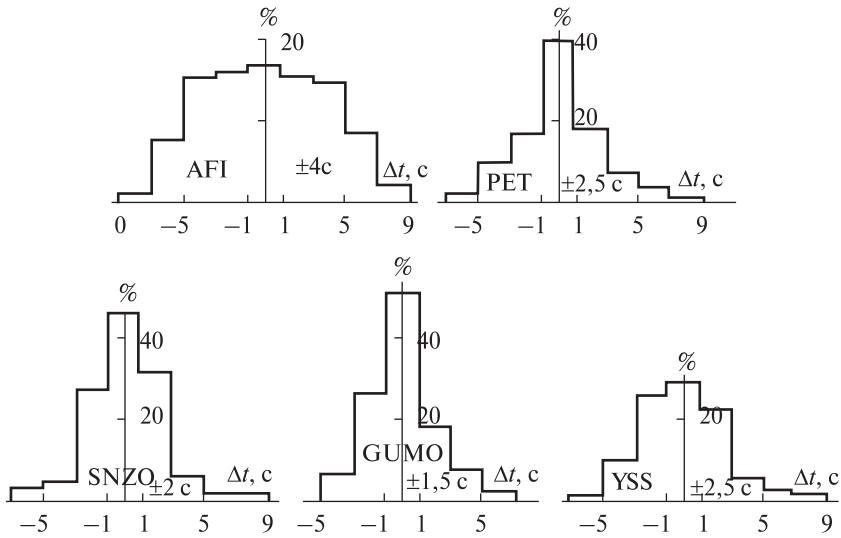 %
20
AFI
±4с
Δt, с
0 −5 −1 1 5 9
%
40
20
PET
±2,5 с
Δt, с
−5 −1 1 5 9
%
40
20
SNZO
±2 с
Δt, с
−5 −1 1 5 9
%
40
20
GUMO
±1,5 с
Δt, с
−5 −1 1 5
%
20
YSS
±2,5 с
Δt, с
−5 −1 1 5 9